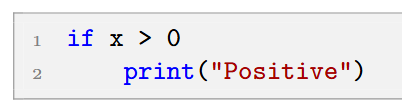 1 if x > 0
2     print("Positive")